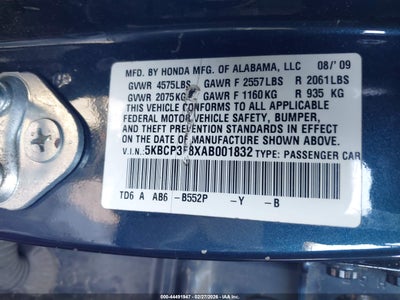 MFD. BY HONDA MFG. OF ALABAMA, LLC 08/'09
GVWR 4575LBS GAWR F 2557LBS R 2061LBS
GVWR 2075KG GAWR F 1160KG R 935 KG
THIS VEHICLE CONFORMS TO ALL APPLICABLE
FEDERAL MOTOR VEHICLE SAFETY, BUMPER,
AND THEFT PREVENTION STANDARDS IN EFFECT
ON THE DATE OF MANUFACTURE SHOWN ABOVE.
V.I.N: 5KBCP3F8XAB001832 TYPE: PASSENGER CAR
TD6 A AB6 -B552P -Y -B
000-44491947 - 02/27/2026 - IAAI.COM